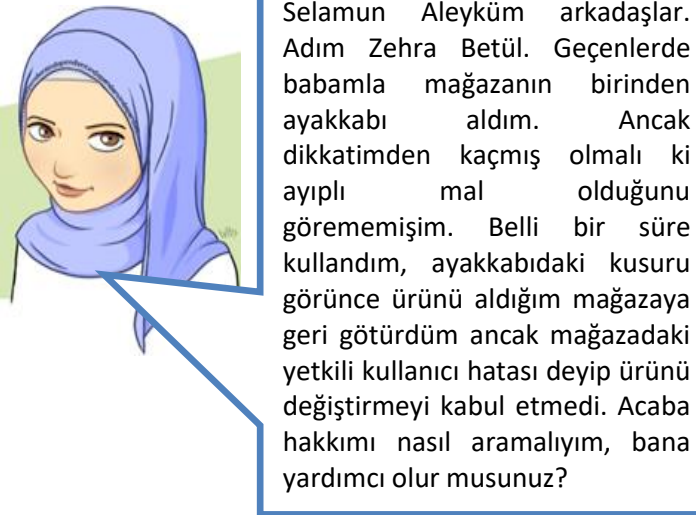 Selamun Aleyküm arkadaşlar.
Adım Zehra Betül. Geçenlerde
babamla mağazanın birinden
ayakkabı aldım. Ancak
dikkatimden kaçmış olmalı ki
ayıplı mal olduğunu
görememişim. Belli bir süre
kullandım, ayakkabıdaki kusuru
görünce ürünü aldığım mağazaya
geri götürdüm ancak mağazadaki
yetkili kullanıcı hatası deyip ürünü
değiştirmeyi kabul etmedi. Acaba
hakkımı nasıl aramalıyım, bana
yardımcı olur musunuz?